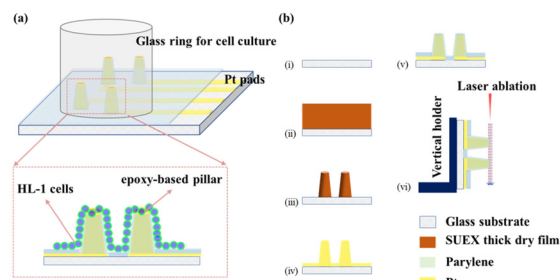 (a)
Glass ring for cell culture
Pt pads
HL-1 cells
epoxy-based pillar
(b)
(i)
(ii)
(iii)
(iv)
(v)
Laser ablation
Vertical holder
(vi)
Glass substrate
SUEX thick dry film
Parylene